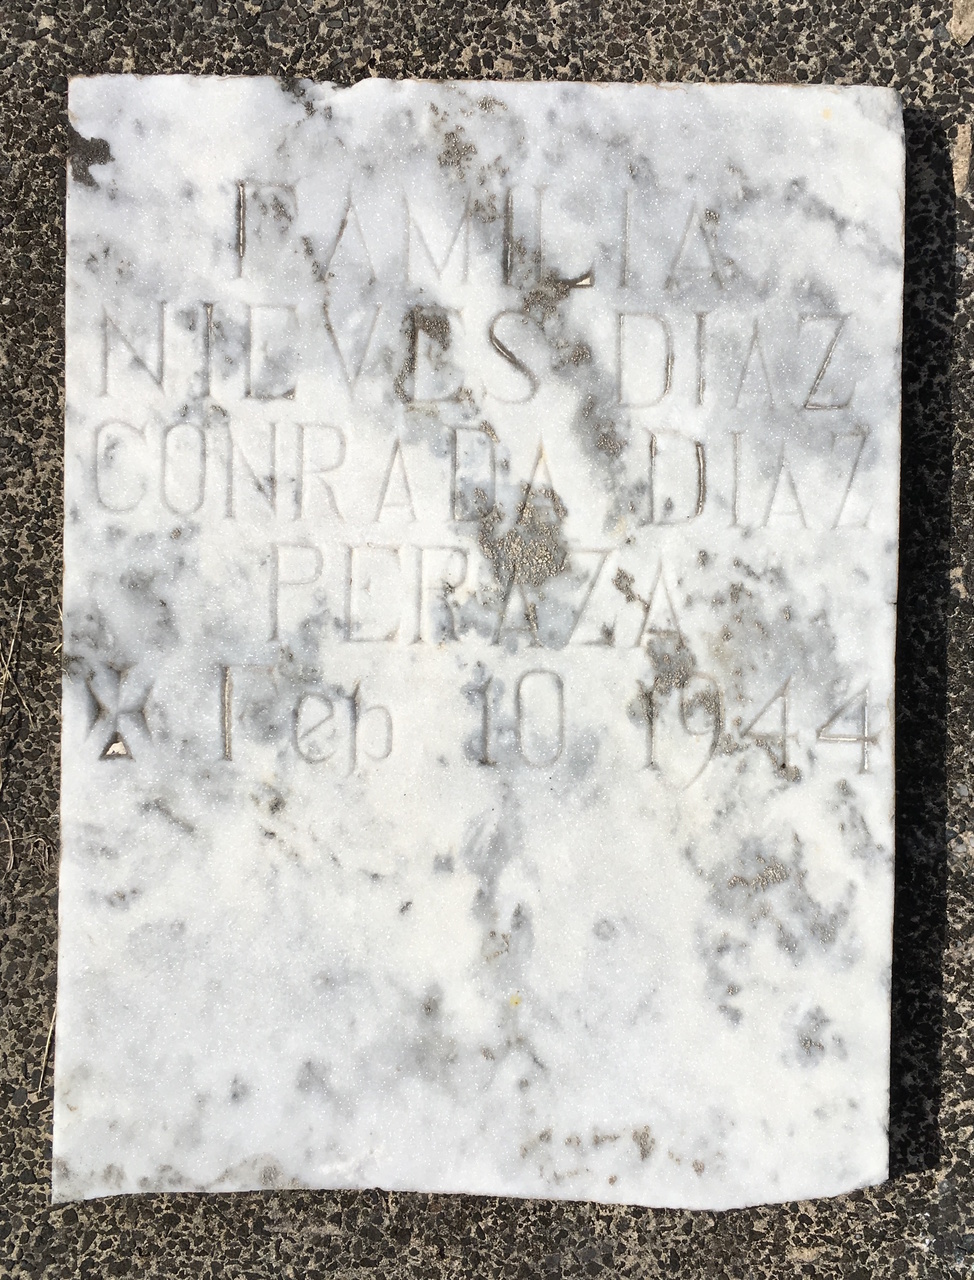 FAMILIA
NIEVES DIAZ
CONRADA DIAZ
PERAZA
✠ Feb 10 1944